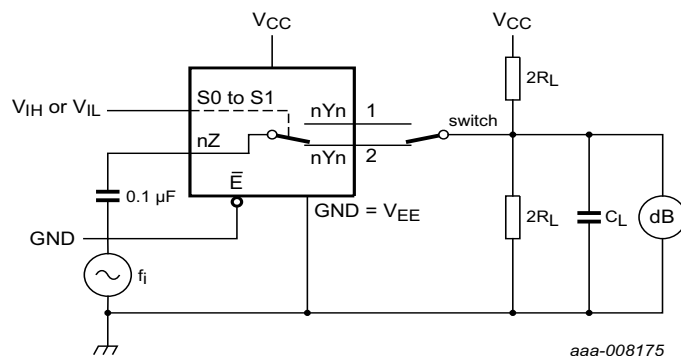 VCC
VCC
2RL
S0 to S1
VIH or VIL
nYn
1
switch
nZ
nYn
2
E̅
0.1 μF
GND = VEE
2RL
CL
dB
GND
fi
aaa-008175